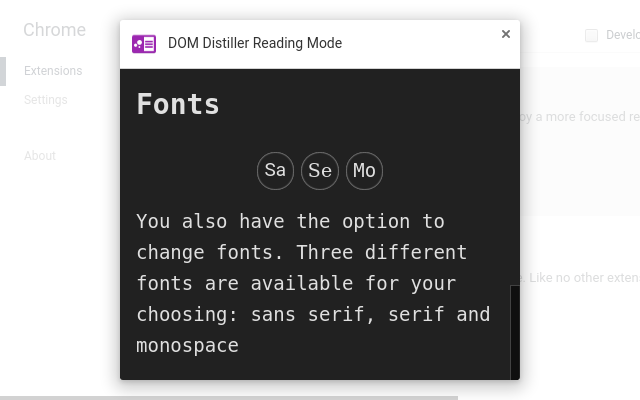 Chrome
Develo
Extensions
Settings
About
DOM Distiller Reading Mode
×
by a more focused re
e. Like no other exten
Fonts
Sa
Se
Mo
You also have the option to
change fonts. Three different
fonts are available for your
choosing: sans serif, serif and
monospace